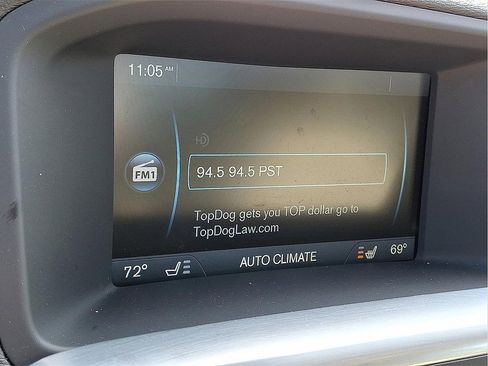 11:05 AM
HD
FM1
94.5 94.5 PST
TopDog gets you TOP dollar go to
TopDogLaw.com
72° AUTO CLIMATE 69°